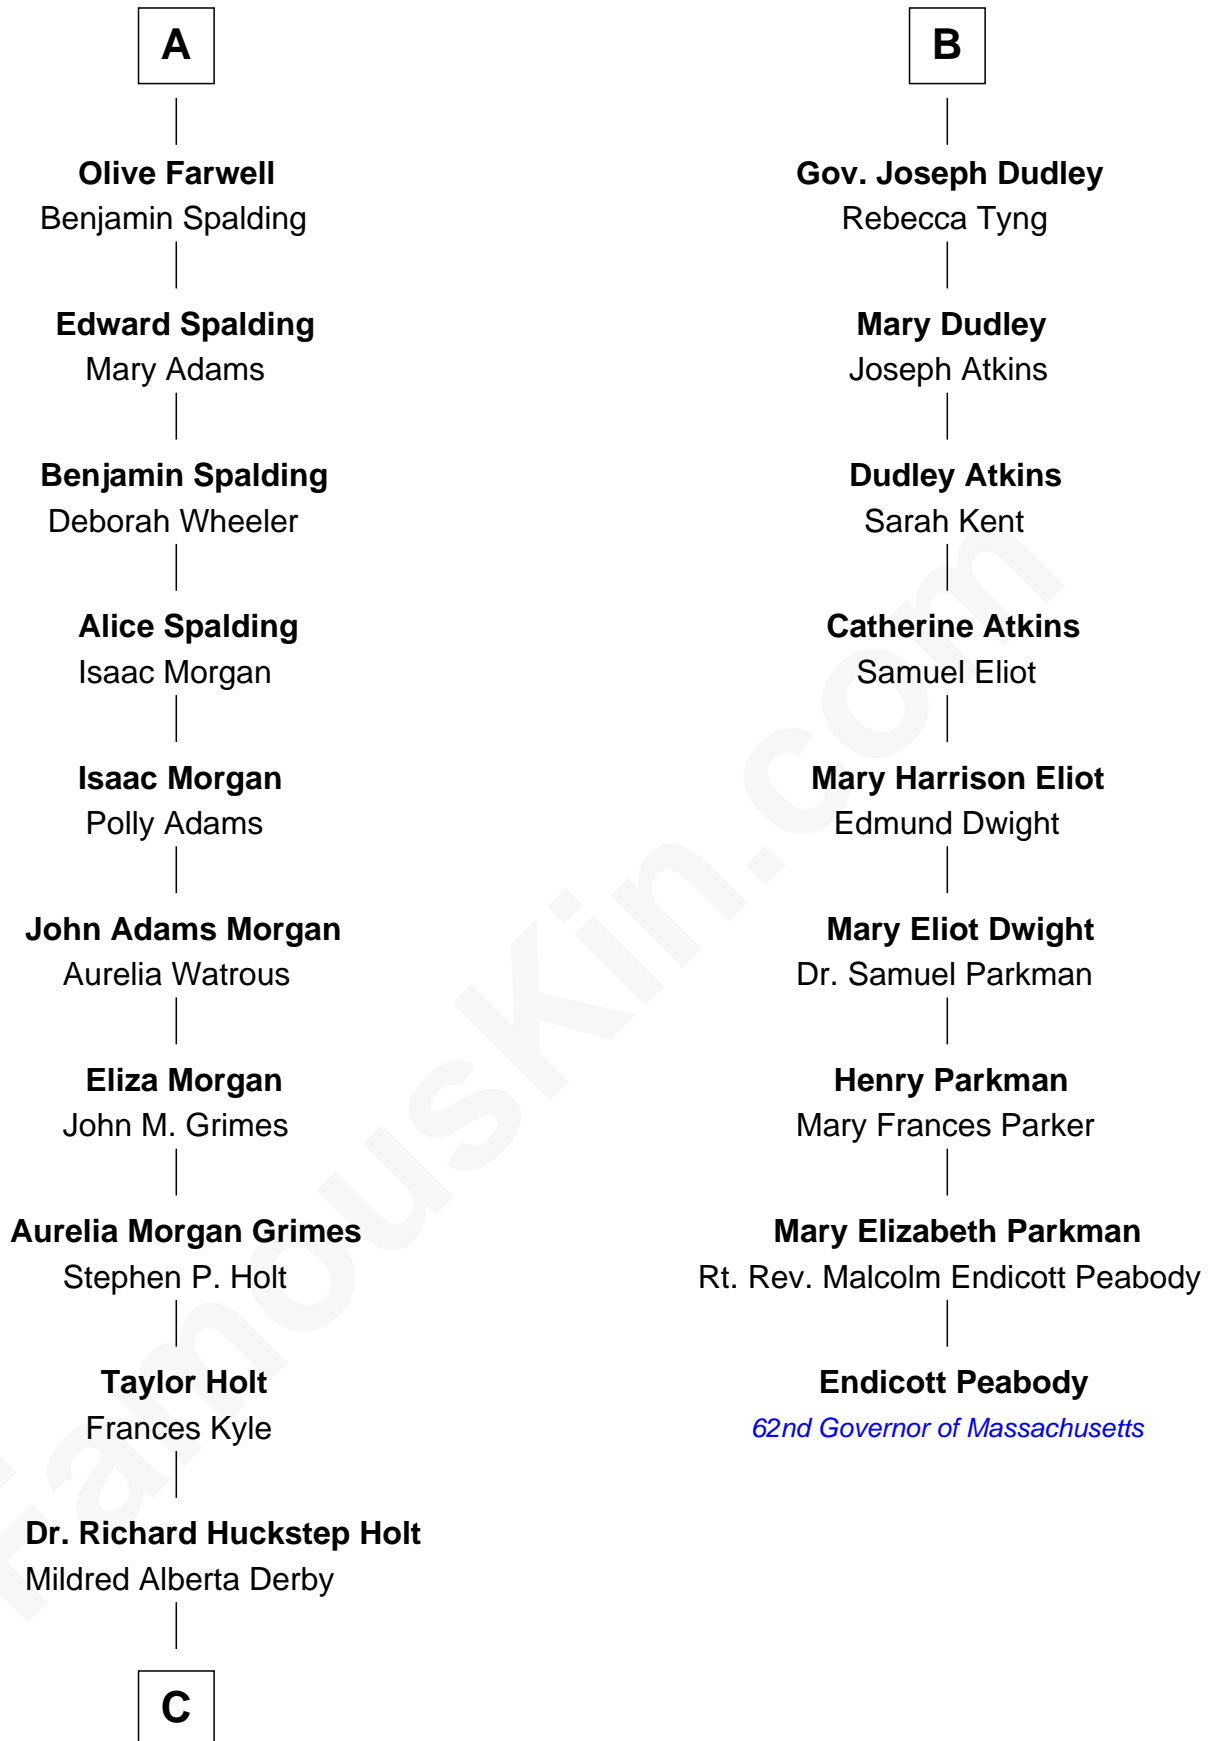 A
Olive Farwell
Benjamin Spalding
Edward Spalding
Mary Adams
Benjamin Spalding
Deborah Wheeler
Alice Spalding
Isaac Morgan
Isaac Morgan
Polly Adams
John Adams Morgan
Aurelia Watrous
Eliza Morgan
John M. Grimes
Aurelia Morgan Grimes
Stephen P. Holt
Taylor Holt
Frances Kyle
Dr. Richard Huckstep Holt
Mildred Alberta Derby
C
B
Gov. Joseph Dudley
Rebecca Tyng
Mary Dudley
Joseph Atkins
Dudley Atkins
Sarah Kent
Catherine Atkins
Samuel Eliot
Mary Harrison Eliot
Edmund Dwight
Mary Eliot Dwight
Dr. Samuel Parkman
Henry Parkman
Mary Frances Parker
Mary Elizabeth Parkman
Rt. Rev. Malcolm Endicott Peabody
Endicott Peabody
62nd Governor of Massachusetts
FamousKin.com